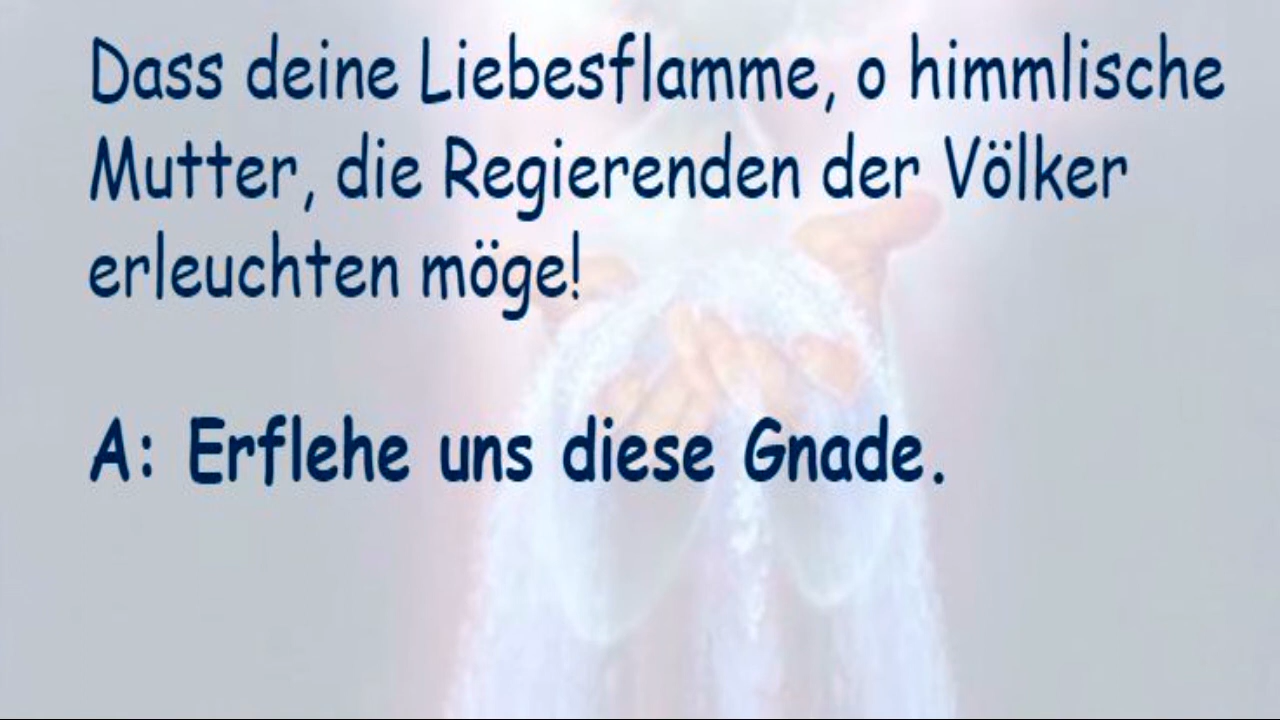 Dass deine Liebesflamme, o himmlische
Mutter, die Regierenden der Völker
erleuchten möge!
A: Erflehe uns diese Gnade.